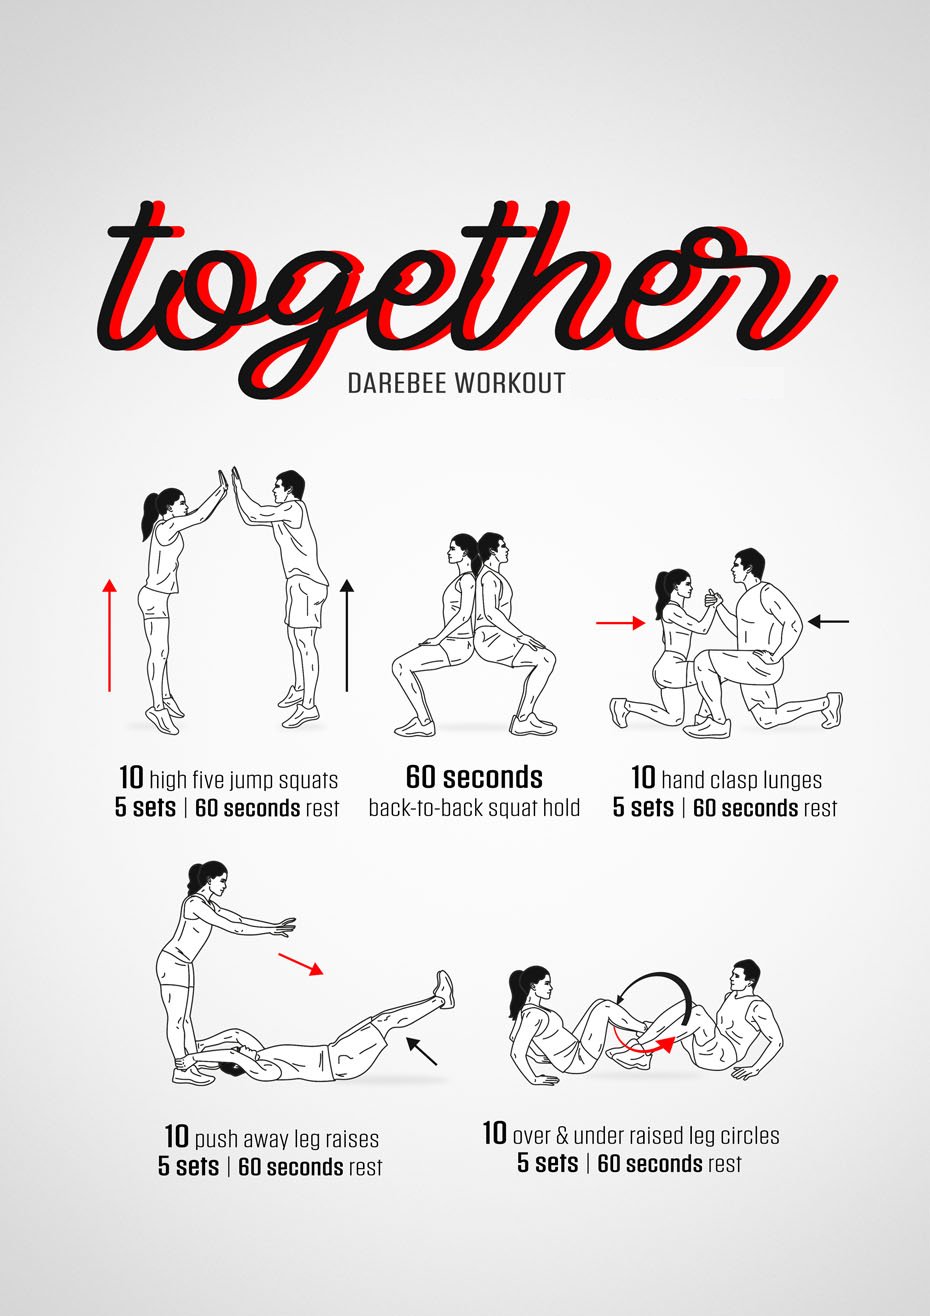 together
DAREBEE WORKOUT
10 high five jump squats
5 sets | 60 seconds rest
60 seconds
back-to-back squat hold
10 hand clasp lunges
5 sets | 60 seconds rest
10 push away leg raises
5 sets | 60 seconds rest
10 over & under raised leg circles
5 sets | 60 seconds rest